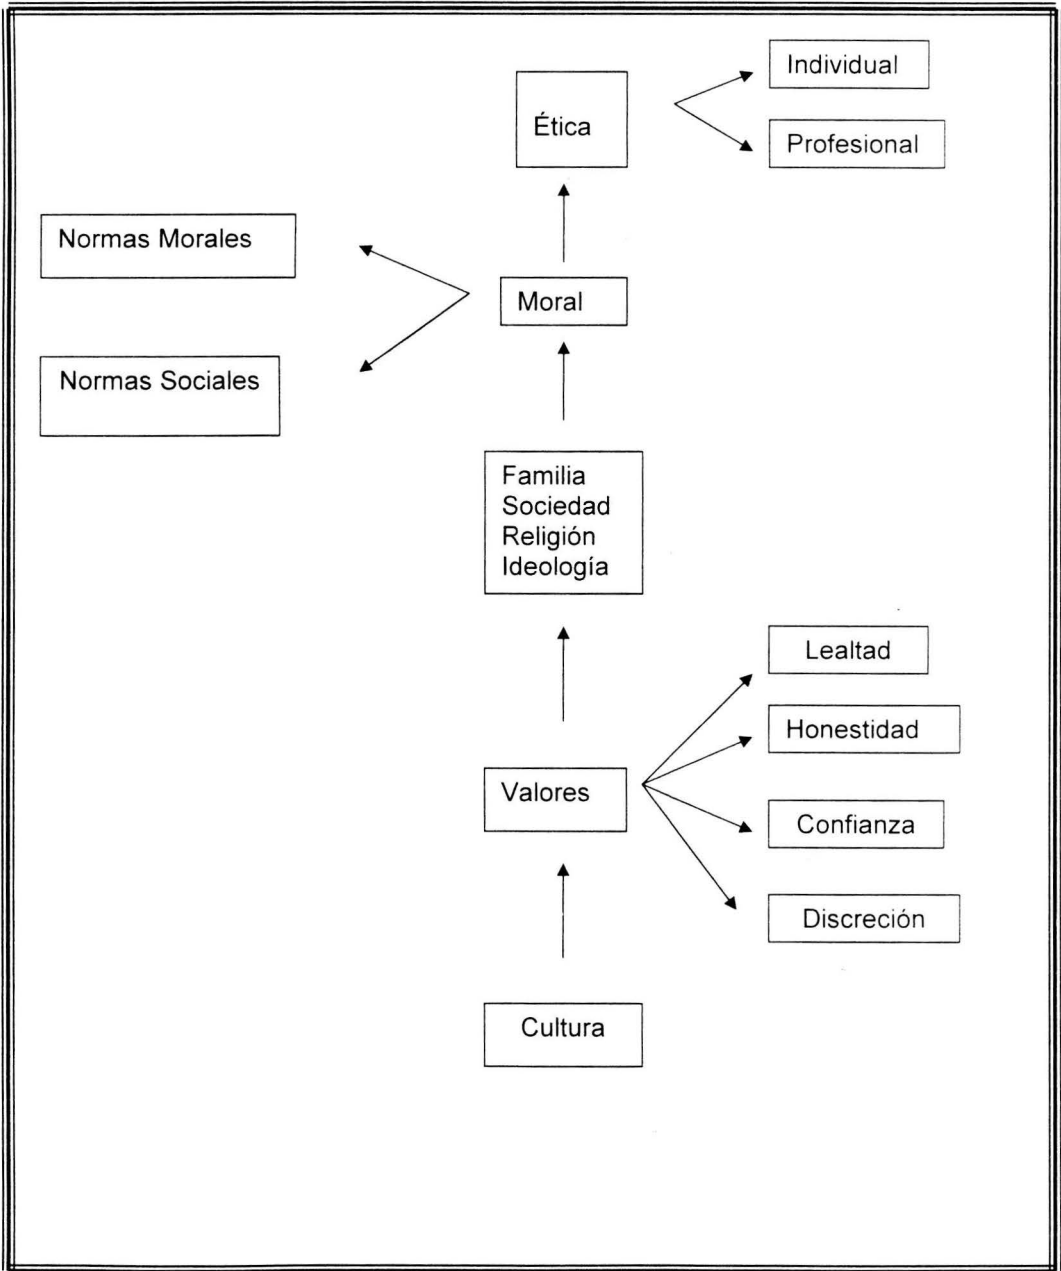 Individual
Ética
Profesional
Normas Morales
Moral
Normas Sociales
Familia
Sociedad
Religión
Ideología
Lealtad
Honestidad
Valores
Confianza
Discreción
Cultura